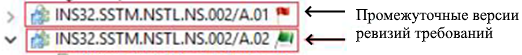 INS32.SSTM.NSTL.NS.002/A.01
Промежуточные версии
ревизий требований
INS32.SSTM.NSTL.NS.002/A.02